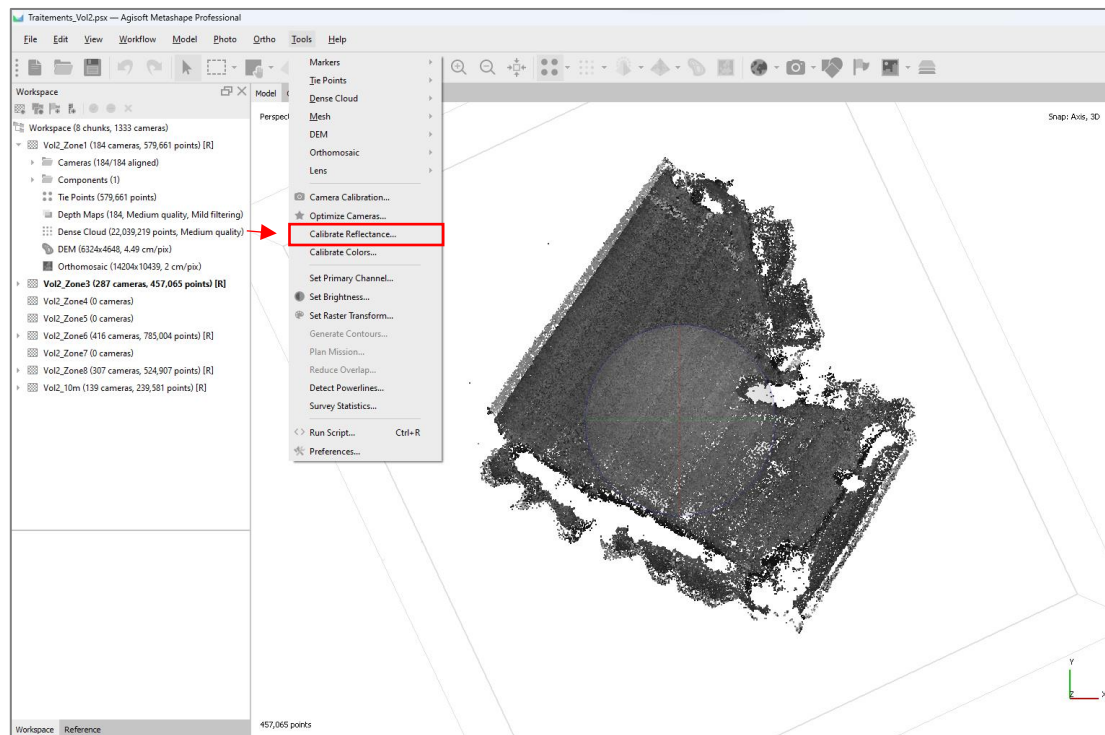 Traitements_Vol2.psx — Agisoft Metashape Professional
File Edit View Workflow Model Photo Ortho Tools Help
Workspace
Workspace (8 chunks, 1333 cameras)
Vol2_Zone1 (184 cameras, 579,661 points) [R]
Cameras (184/184 aligned)
Components (1)
Tie Points (579,661 points)
Depth Maps (184, Medium quality, Mild filtering)
Dense Cloud (22,039,219 points, Medium quality)
DEM (6324x4648, 4.49 cm/pix)
Orthomosaic (14204x10439, 2 cm/pix)
Vol2_Zone3 (287 cameras, 457,065 points) [R]
Vol2_Zone4 (0 cameras)
Vol2_Zone5 (0 cameras)
Vol2_Zone6 (416 cameras, 785,004 points) [R]
Vol2_Zone7 (0 cameras)
Vol2_Zone8 (307 cameras, 524,907 points) [R]
Vol2_10m (139 cameras, 239,581 points) [R]
Workspace Reference
Markers
Tie Points
Dense Cloud
Mesh
DEM
Orthomosaic
Lens
Camera Calibration...
Optimize Cameras...
Calibrate Reflectance...
Calibrate Colors...
Set Primary Channel...
Set Brightness...
Set Raster Transform...
Generate Contours...
Plan Mission...
Reduce Overlap...
Detect Powerlines...
Survey Statistics...
Run Script... Ctrl+R
Preferences...
Model
Perspect
Snap: Axis, 3D
Y
Z X
457,065 points